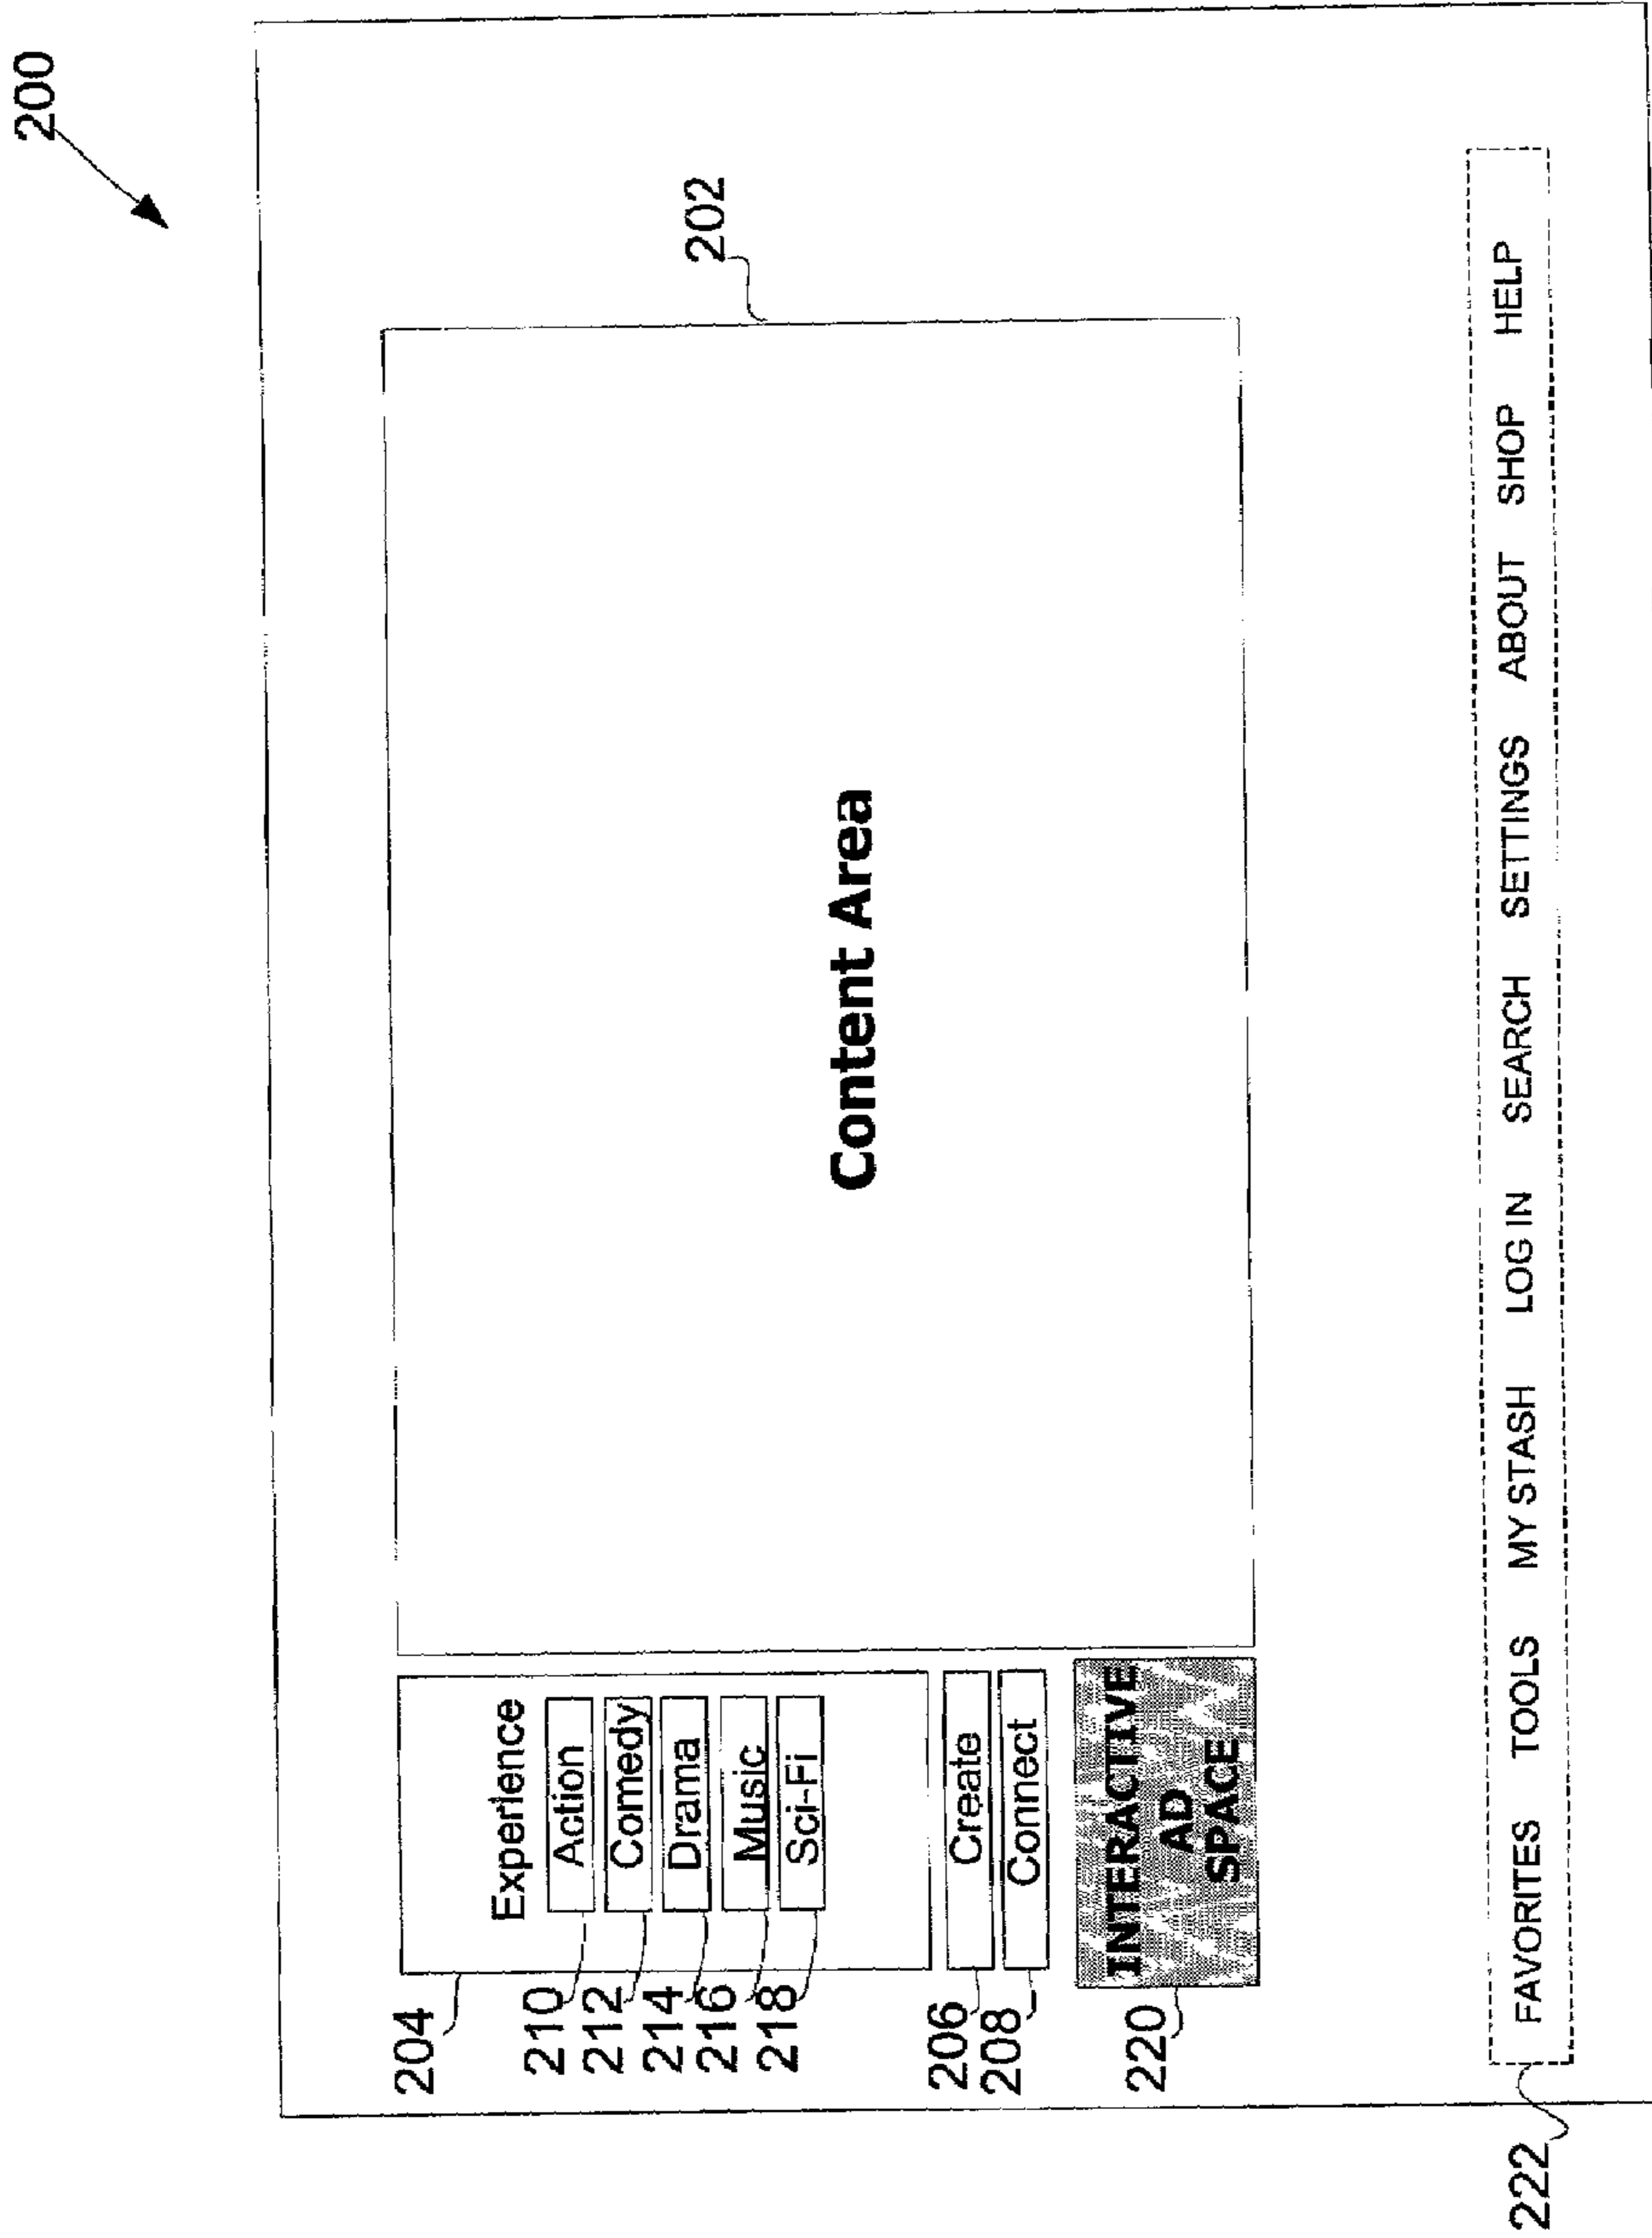 200
202
Content Area
204
Experience
210
Action
212
Comedy
214
Drama
216
Music
218
Sci-Fi
206
Create
208
Connect
220
INTERACTIVE
AD
SPACE
222
FAVORITES TOOLS MY STASH LOG IN SEARCH SETTINGS ABOUT SHOP HELP